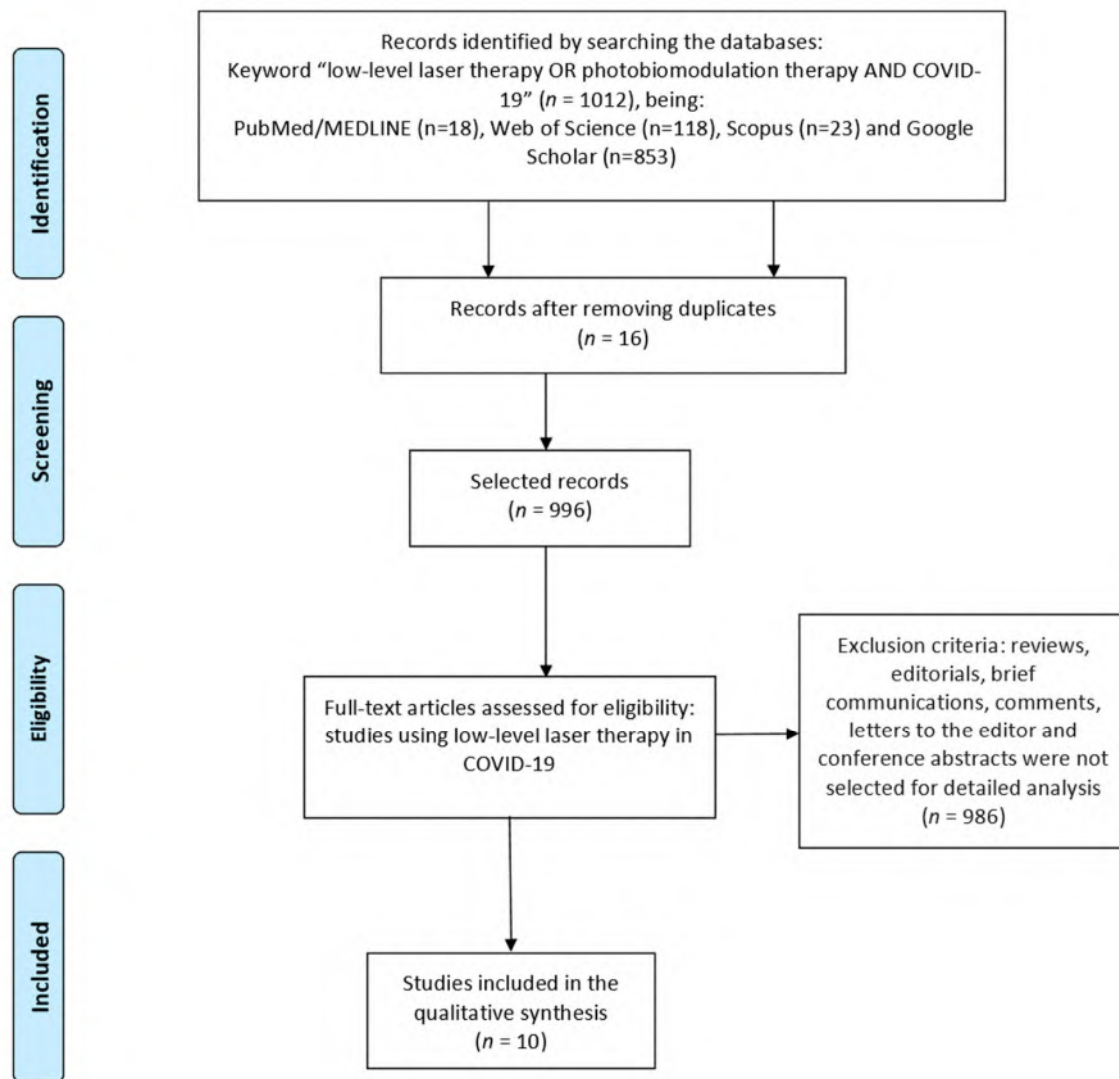 Identification
Records identified by searching the databases:
Keyword “low-level laser therapy OR photobiomodulation therapy AND COVID-
19” (n = 1012), being:
PubMed/MEDLINE (n=18), Web of Science (n=118), Scopus (n=23) and Google
Scholar (n=853)
Records after removing duplicates
(n = 16)
Screening
Selected records
(n = 996)
Eligibility
Full-text articles assessed for eligibility:
studies using low-level laser therapy in
COVID-19
Exclusion criteria: reviews,
editorials, brief
communications, comments,
letters to the editor and
conference abstracts were not
selected for detailed analysis
(n = 986)
Included
Studies included in the
qualitative synthesis
(n = 10)